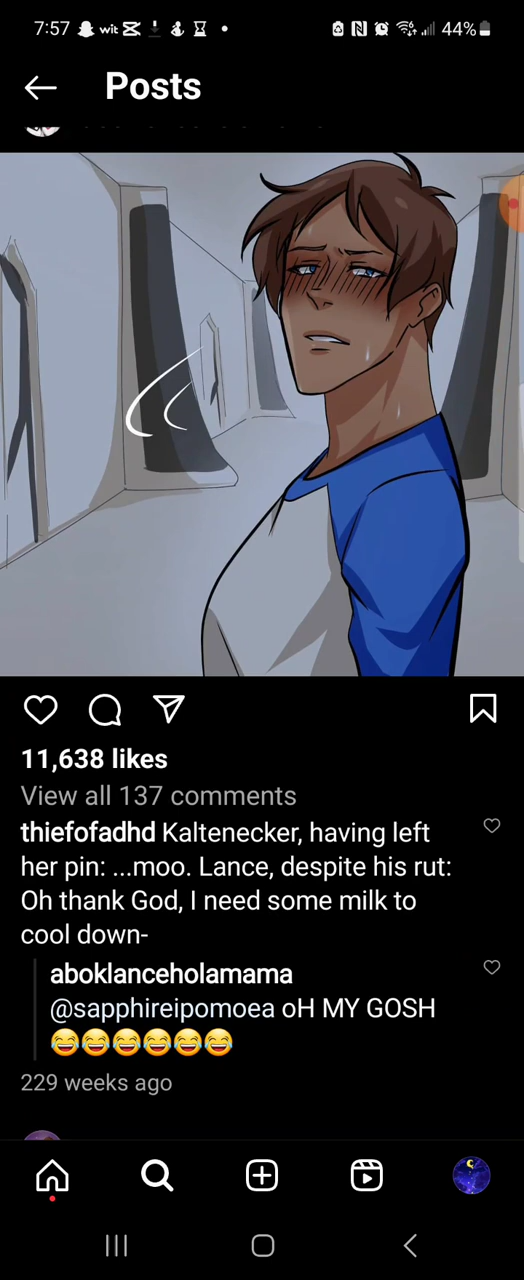 7:57 wit 44%
Posts
11,638 likes
View all 137 comments
thiefofadhd Kaltenecker, having left
her pin: ...moo. Lance, despite his rut:
Oh thank God, I need some milk to
cool down-
aboklanceholamama
@sapphireipomoea oH MY GOSH
😂😂😂😂😂😂
229 weeks ago